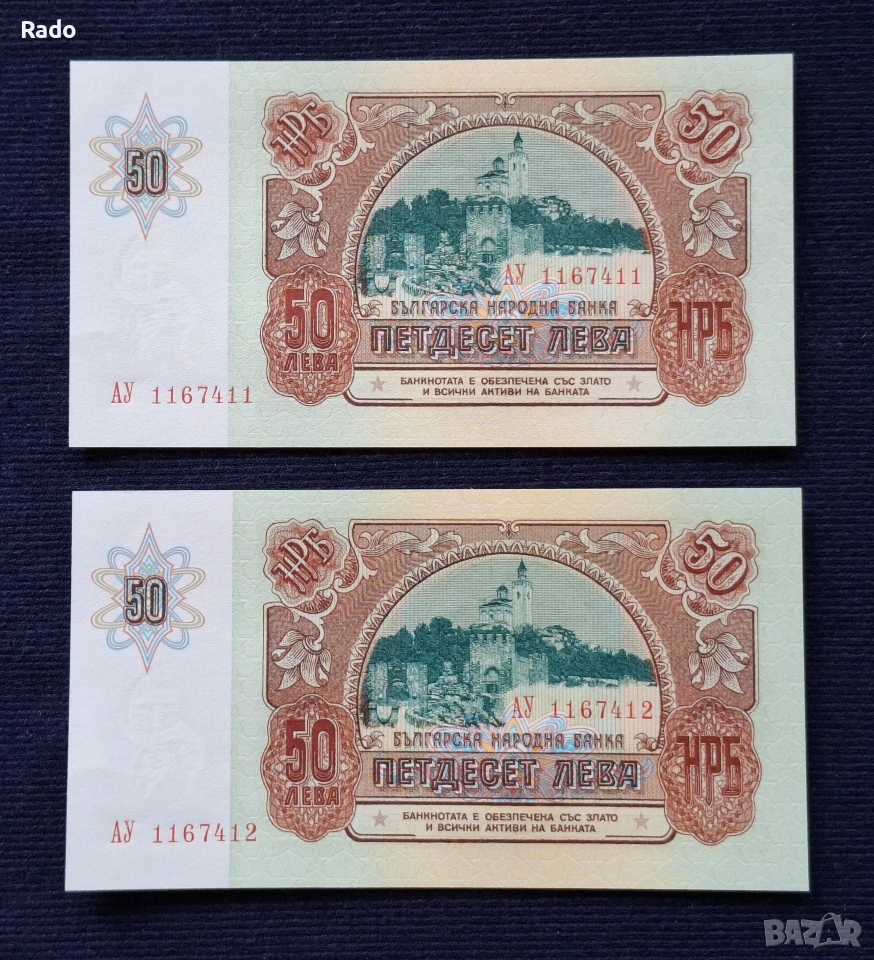 Rado
НРБ
50
50
АУ 1167411
БЪЛГАРСКА НАРОДНА БАНКА
50 ЛЕВА
ПЕТДЕСЕТ ЛЕВА
НРБ
БАНКНОТАТА Е ОБЕЗПЕЧЕНА СЪС ЗЛАТО
И ВСИЧКИ АКТИВИ НА БАНКАТА
АУ 1167411
НРБ
50
50
АУ 1167412
БЪЛГАРСКА НАРОДНА БАНКА
50 ЛЕВА
ПЕТДЕСЕТ ЛЕВА
НРБ
БАНКНОТАТА Е ОБЕЗПЕЧЕНА СЪС ЗЛАТО
И ВСИЧКИ АКТИВИ НА БАНКАТА
АУ 1167412
BAZAR